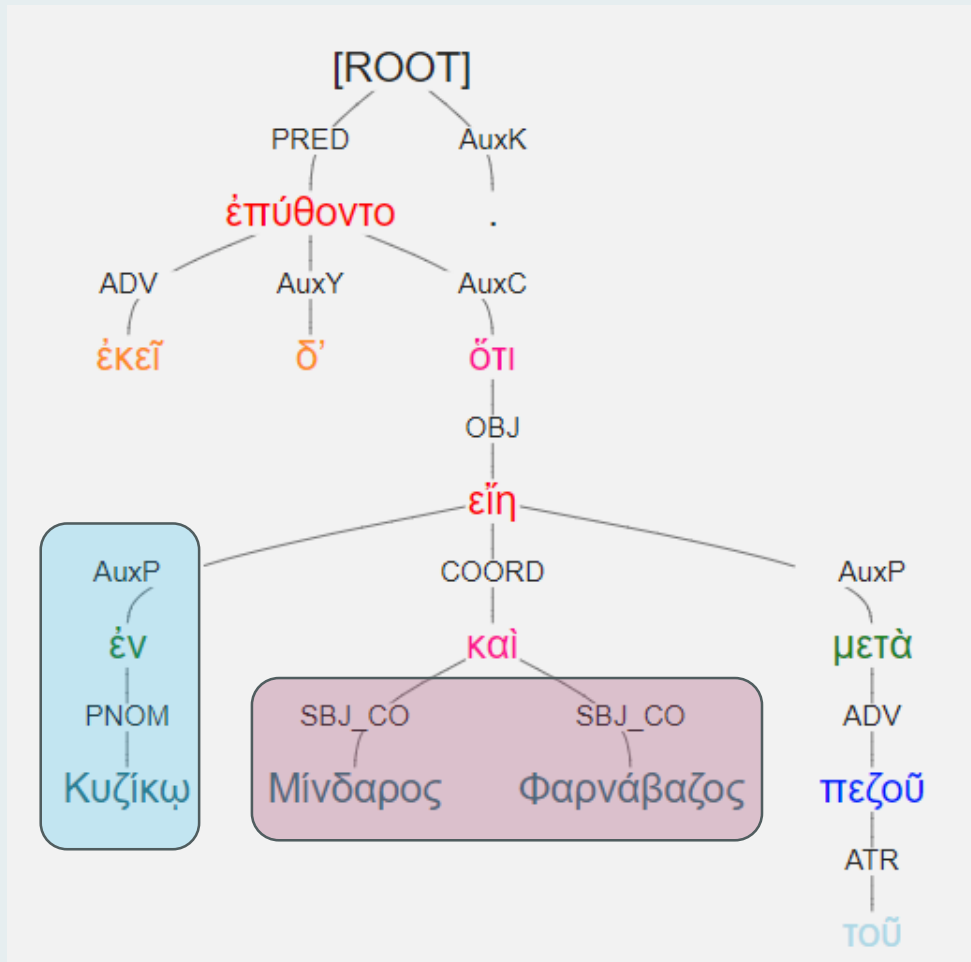 [ROOT]
PRED AuxK
ἐπύθοντο .
ADV AuxY AuxC
ἐκεῖ δ’ ὅτι
OBJ
εἴη
AuxP COORD AuxP
ἐν καὶ μετὰ
PNOM SBJ_CO SBJ_CO ADV
Κυζίκῳ Μίνδαρος Φαρνάβαζος πεζοῦ
ATR
τοῦ